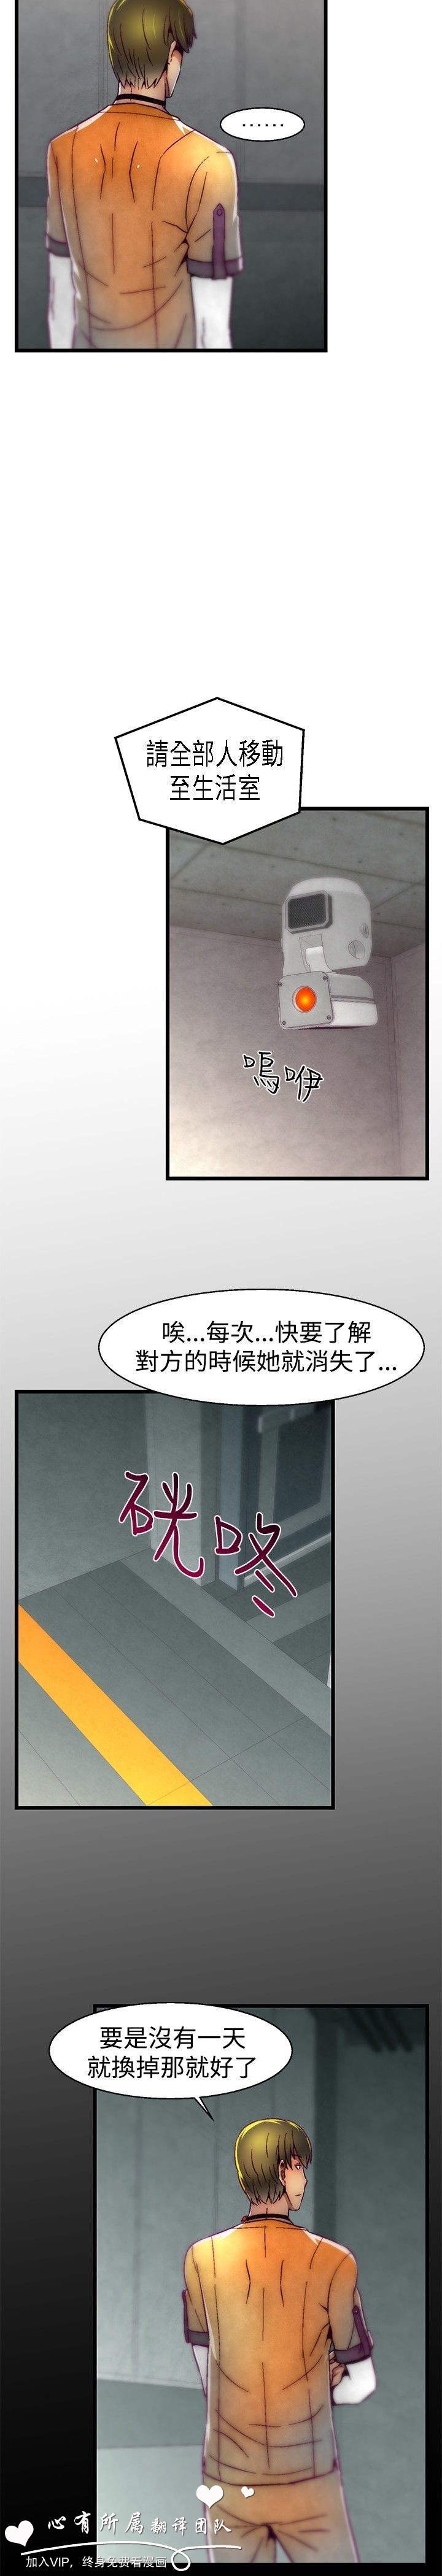 ......
請全部人移動
至生活室
嗚咿
唉...每次...快要了解
對方的時候她就消失了...
硄咚
要是沒有一天
就換掉那就好了
心有所属翻译团队
加入VIP，终身免费看漫画